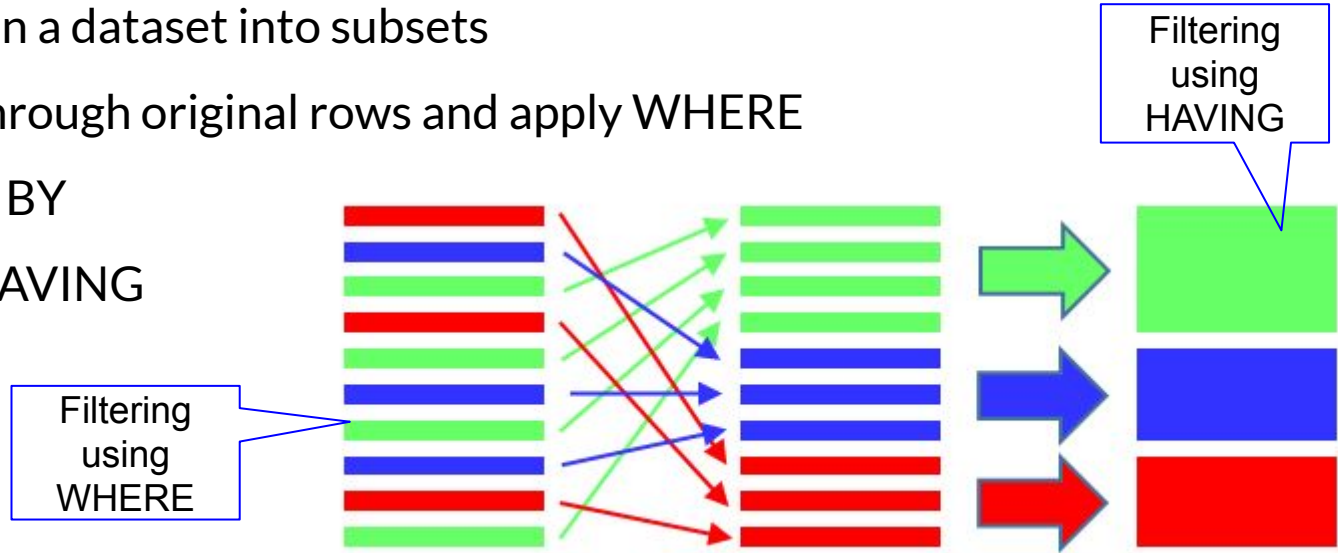 n a dataset into subsets
hrough original rows and apply WHERE
BY
AVING
Filtering
using
HAVING
Filtering
using
WHERE